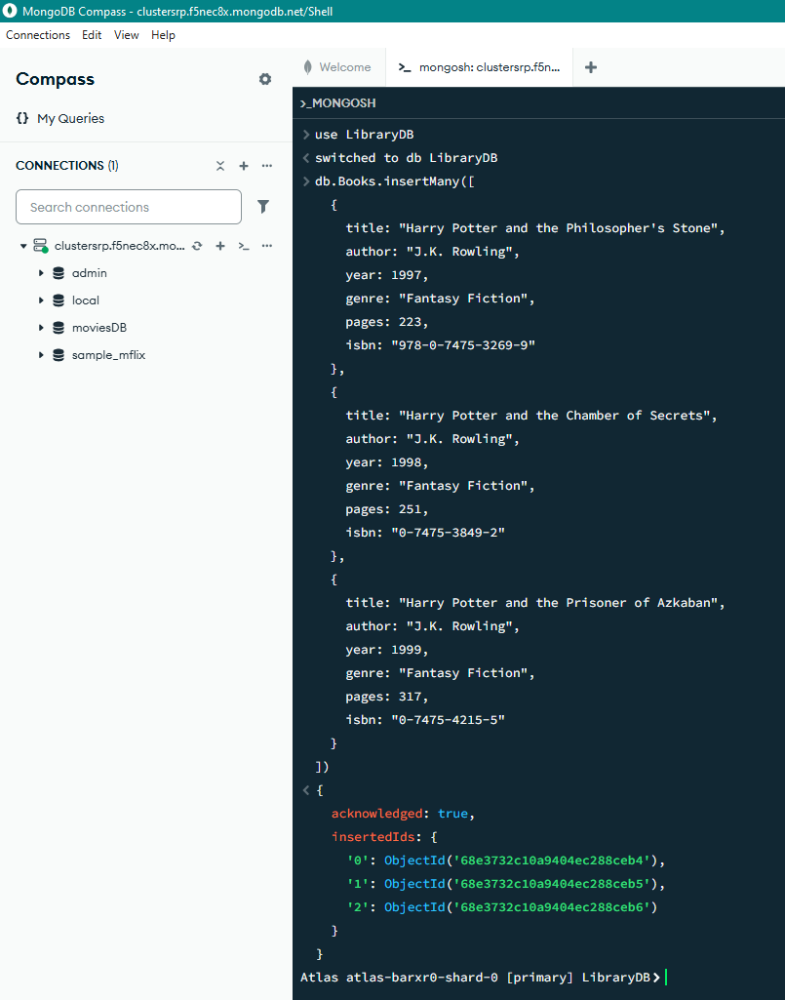 MongoDB Compass - clustersrp.f5nec8x.mongodb.net/Shell
Connections Edit View Help
Compass
{} My Queries
CONNECTIONS (1)
Search connections
clustersrp.f5nec8x.mo...
admin
local
moviesDB
sample_mflix
Welcome
>_ mongosh: clustersrp.f5n...
>_MONGOSH
> use LibraryDB
< switched to db LibraryDB
> db.Books.insertMany([
{
title: "Harry Potter and the Philosopher's Stone",
author: "J.K. Rowling",
year: 1997,
genre: "Fantasy Fiction",
pages: 223,
isbn: "978-0-7475-3269-9"
},
{
title: "Harry Potter and the Chamber of Secrets",
author: "J.K. Rowling",
year: 1998,
genre: "Fantasy Fiction",
pages: 251,
isbn: "0-7475-3849-2"
},
{
title: "Harry Potter and the Prisoner of Azkaban",
author: "J.K. Rowling",
year: 1999,
genre: "Fantasy Fiction",
pages: 317,
isbn: "0-7475-4215-5"
}
])
< {
acknowledged: true,
insertedIds: {
'0': ObjectId('68e3732c10a9404ec288ceb4'),
'1': ObjectId('68e3732c10a9404ec288ceb5'),
'2': ObjectId('68e3732c10a9404ec288ceb6')
}
}
Atlas atlas-barxr0-shard-0 [primary] LibraryDB>